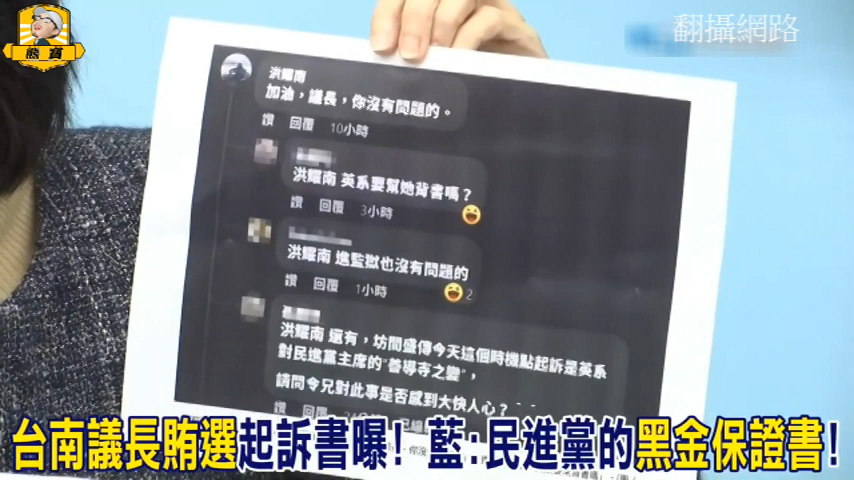 熊寶
翻攝網路
洪耀南
加油，議長，你沒有問題的。
讚 回覆 10小時
洪耀南 英系要幫她背書嗎？
讚 回覆 3小時
洪耀南 進監獄也沒有問題的
讚 回覆 1小時
2
洪耀南 還有，坊間盛傳今天這個時機點起訴是英系
對民進黨主席的"善導寺之變"，
請問令兄對此事是否感到大快人心？
讚 回覆
台南議長賄選起訴書曝! 藍:民進黨的黑金保證書!